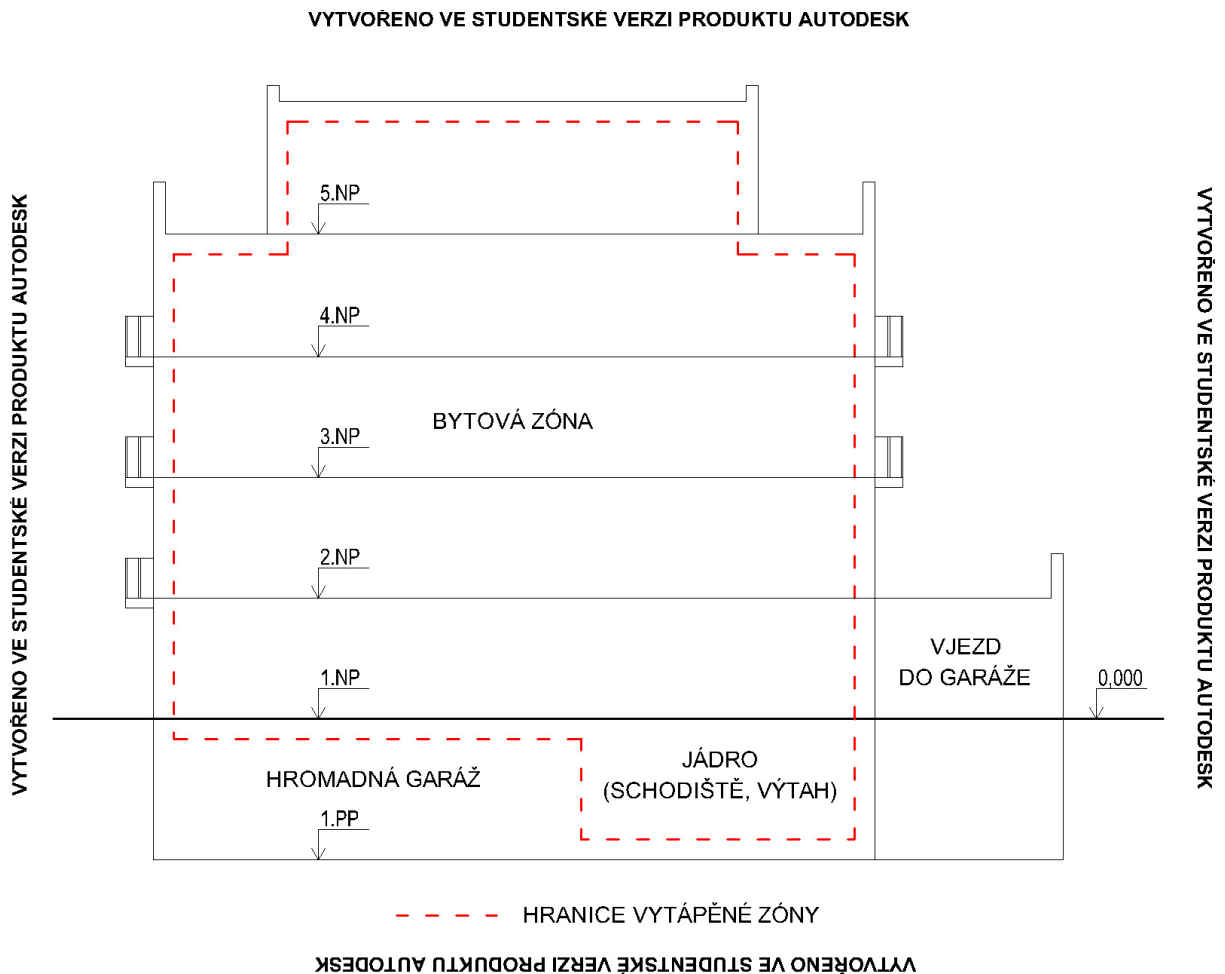 VYTVOŘENO VE STUDENTSKÉ VERZI PRODUKTU AUTODESK
VYTVOŘENO VE STUDENTSKÉ VERZI PRODUKTU AUTODESK
VYTVOŘENO VE STUDENTSKÉ VERZI PRODUKTU AUTODESK
5.NP
4.NP
BYTOVÁ ZÓNA
3.NP
2.NP
VJEZD
DO GARÁŽE
1.NP
0,000
HROMADNÁ GARÁŽ
JÁDRO
(SCHODIŠTĚ, VÝTAH)
1.PP
HRANICE VYTÁPĚNÉ ZÓNY
VYTVOŘENO VE STUDENTSKÉ VERZI PRODUKTU AUTODESK